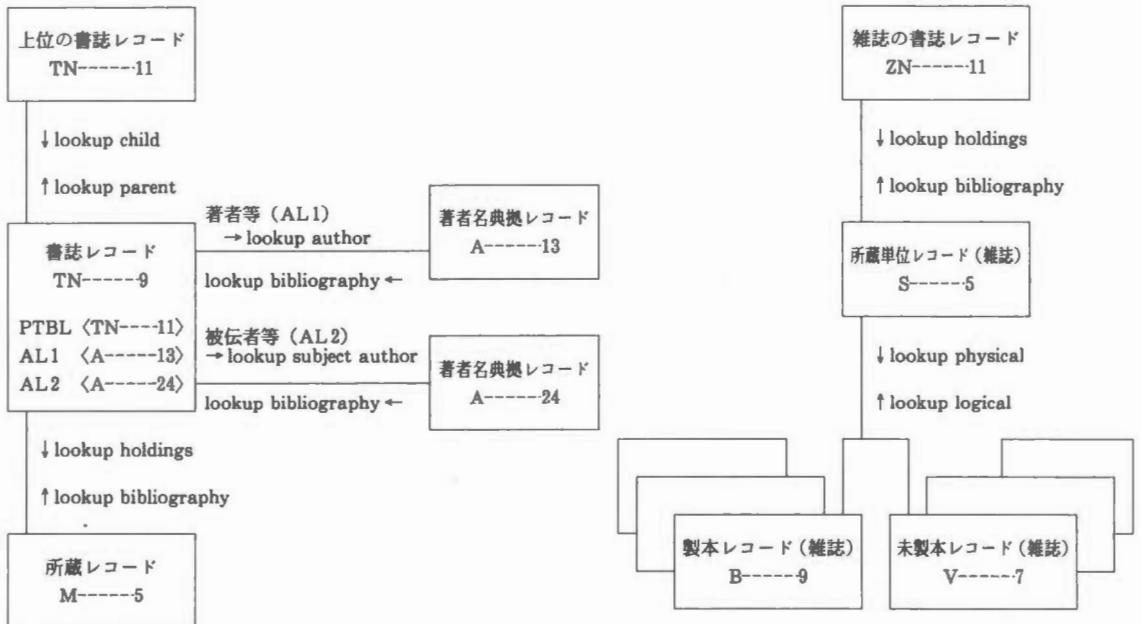 上位の書誌レコード
TN------11
↓lookup child
↑lookup parent
書誌レコード
TN------9
PTBL〈TN----11〉
AL1〈A-----13〉
AL2〈A-----24〉
著者等(AL1)
→lookup author
lookup bibliography←
著者名典拠レコード
A------13
被伝者等(AL2)
→lookup subject author
lookup bibliography←
著者名典拠レコード
A------24
↓lookup holdings
↑lookup bibliography
所蔵レコード
M------5
雑誌の書誌レコード
ZN------11
↓lookup holdings
↑lookup bibliography
所蔵単位レコード(雑誌)
S------5
↓lookup physical
↑lookup logical
製本レコード(雑誌)
B------9
未製本レコード(雑誌)
V------7